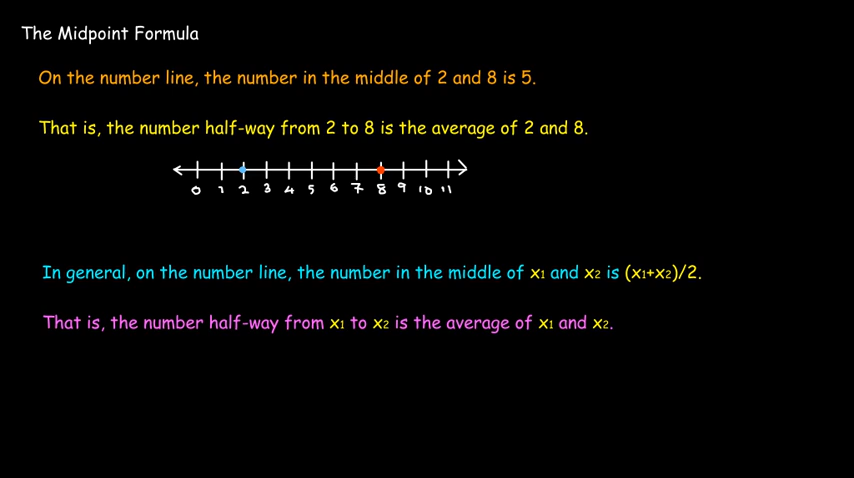 The Midpoint Formula
On the number line, the number in the middle of 2 and 8 is 5.
That is, the number half-way from 2 to 8 is the average of 2 and 8.
0 1 2 3 4 5 6 7 8 9 10 11
In general, on the number line, the number in the middle of x₁ and x₂ is (x₁+x₂)/2.
That is, the number half-way from x₁ to x₂ is the average of x₁ and x₂.